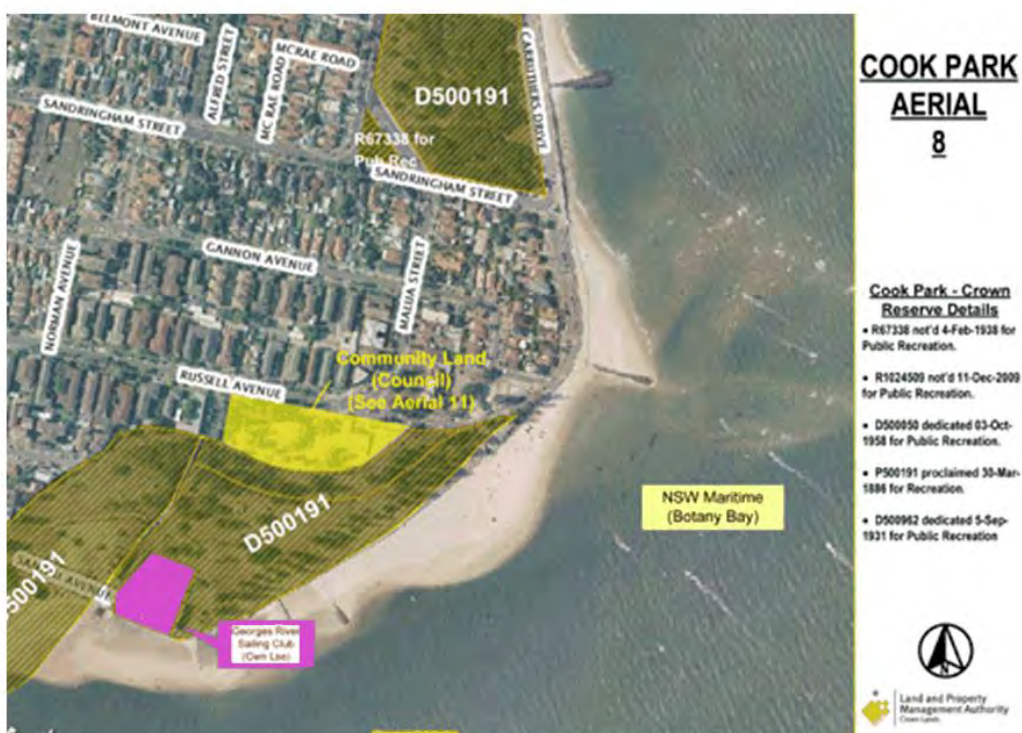 BELMONT AVENUE
ALFRED STREET
MCRAE ROAD
MC RAE ROAD
SANDRINGHAM STREET
D500191
CARRUTHERS DRIVE
R67338 for
Pub Rec
SANDRINGHAM STREET
GANNON AVENUE
NORMAN AVENUE
MALUA STREET
RUSSELL AVENUE
Community Land
(Council)
(See Aerial 11)
NSW Maritime
(Botany Bay)
D500191
500191
AVENUE
Georges River
Sailing Club
(Own Lse)
COOK PARK
AERIAL
8
Cook Park - Crown
Reserve Details
• R67338 not'd 4-Feb-1938 for
Public Recreation.
• R1024509 not'd 11-Dec-2009
for Public Recreation.
• D500050 dedicated 03-Oct-
1958 for Public Recreation.
• P500191 proclaimed 30-Mar-
1886 for Recreation.
• D500962 dedicated 5-Sep-
1931 for Public Recreation
Land and Property
Management Authority
Crown Lands